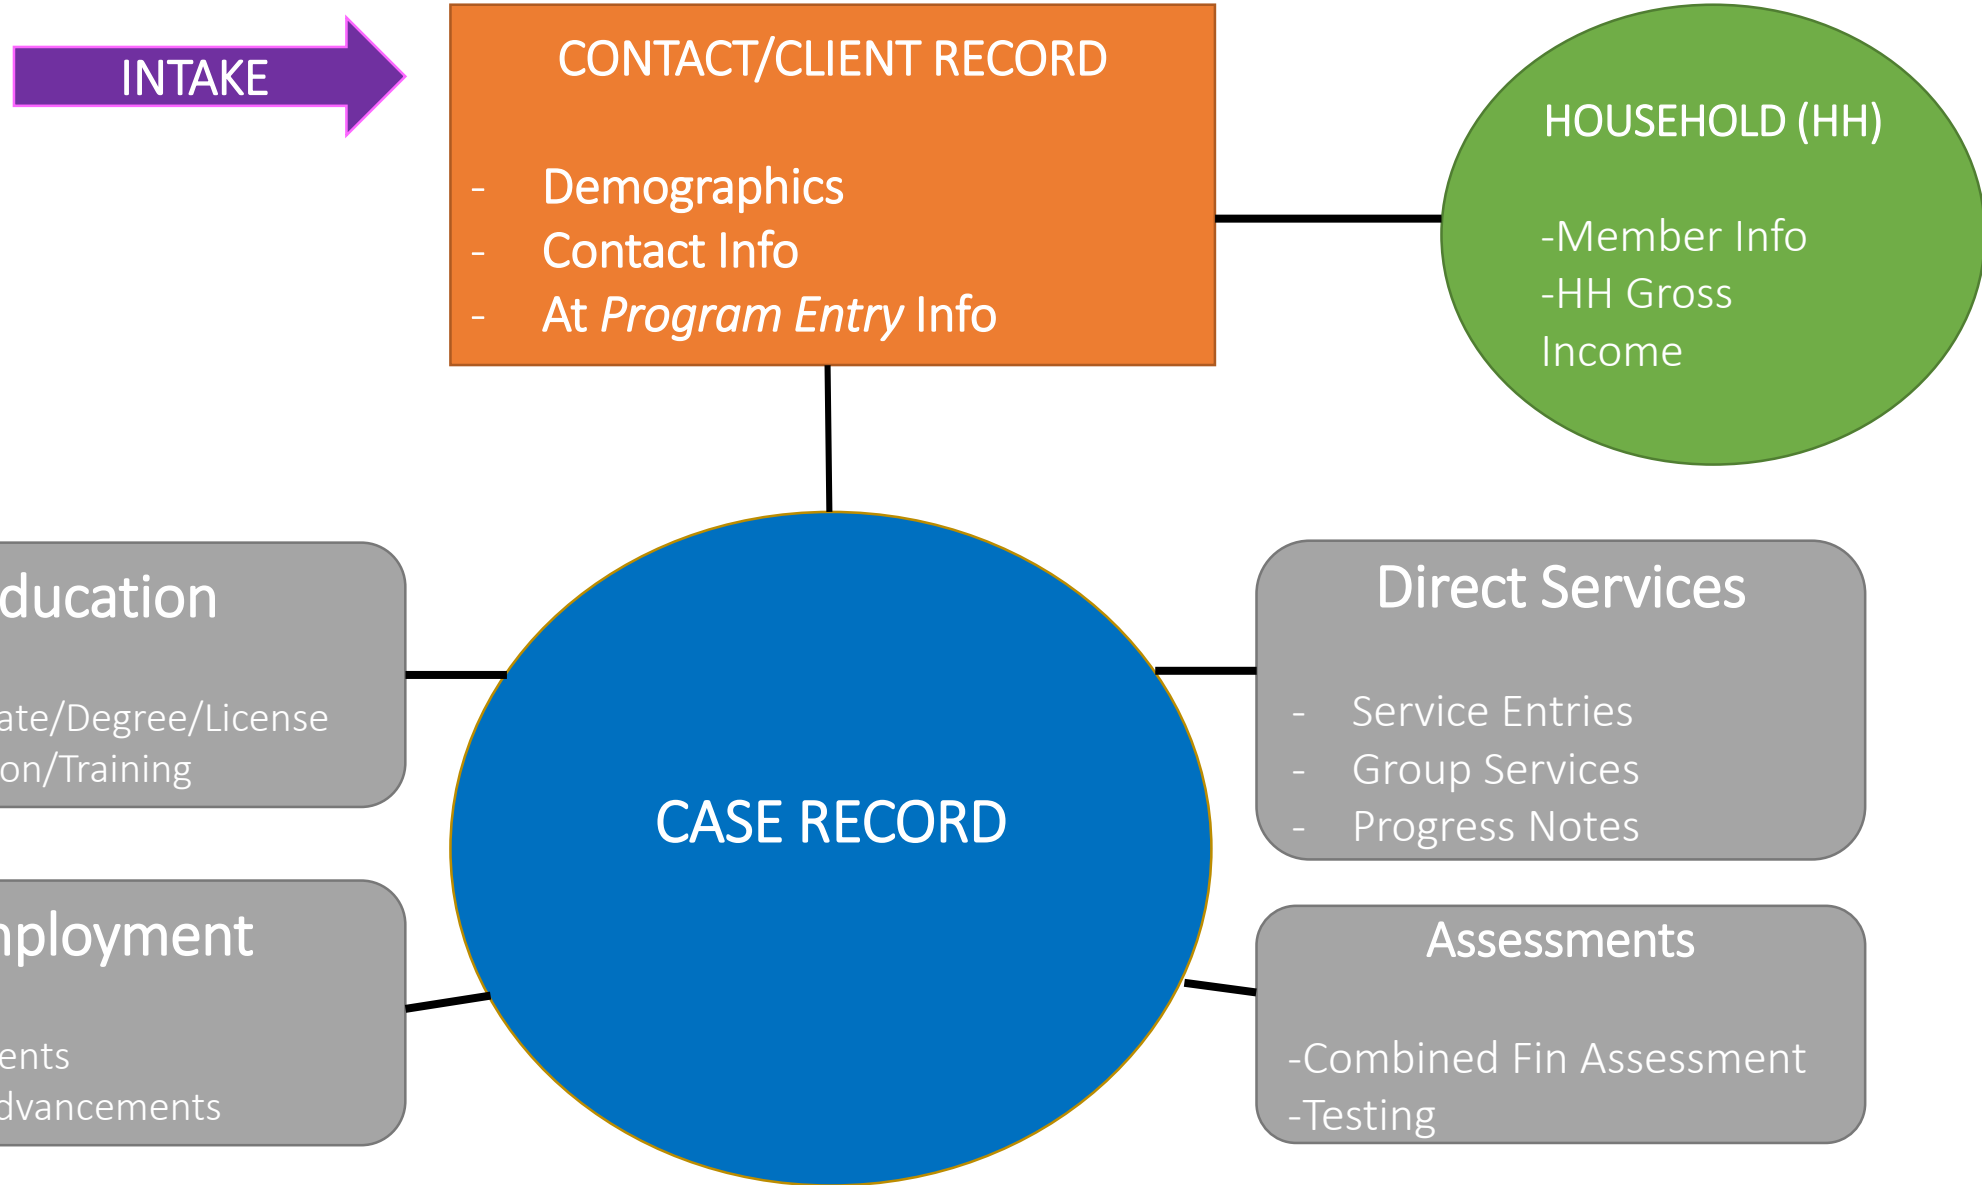 INTAKE
CONTACT/CLIENT RECORD
- Demographics
- Contact Info
- At Program Entry Info
HOUSEHOLD (HH)
-Member Info
-HH Gross
Income
ducation
ate/Degree/License
on/Training
CASE RECORD
Direct Services
- Service Entries
- Group Services
- Progress Notes
ployment
ents
dvancements
Assessments
-Combined Fin Assessment
-Testing